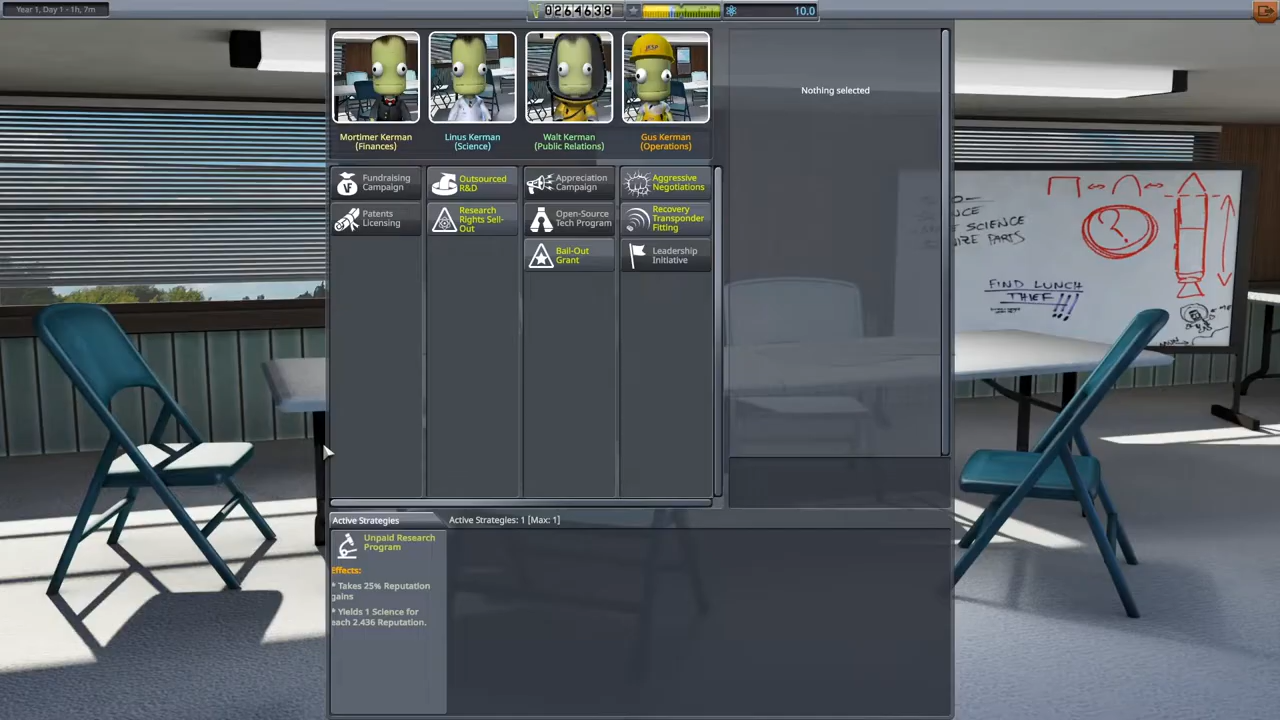 Year 1, Day 1 - 1h, 7m
0264638
10.0
Mortimer Kerman
(Finances)
Linus Kerman
(Science)
Walt Kerman
(Public Relations)
Gus Kerman
(Operations)
Nothing selected
Fundraising
Campaign
Patents
Licensing
Outsourced
R&D
Research
Rights Sell-
Out
Appreciation
Campaign
Open-Source
Tech Program
Bail-Out
Grant
Aggressive
Negotiations
Recovery
Transponder
Fitting
Leadership
Initiative
SCIENCE
PARTS
?
FIND LUNCH
THIEF!!!
Active Strategies
Active Strategies: 1 [Max: 1]
Unpaid Research
Program
Effects:
* Takes 25% Reputation
gains
* Yields 1 Science for
each 2.436 Reputation.